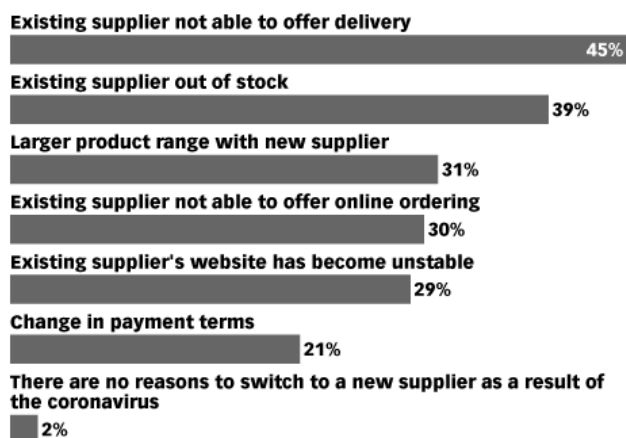 Existing supplier not able to offer delivery
45%
Existing supplier out of stock
39%
Larger product range with new supplier
31%
Existing supplier not able to offer online ordering
30%
Existing supplier's website has become unstable
29%
Change in payment terms
21%
There are no reasons to switch to a new supplier as a result of
the coronavirus
2%